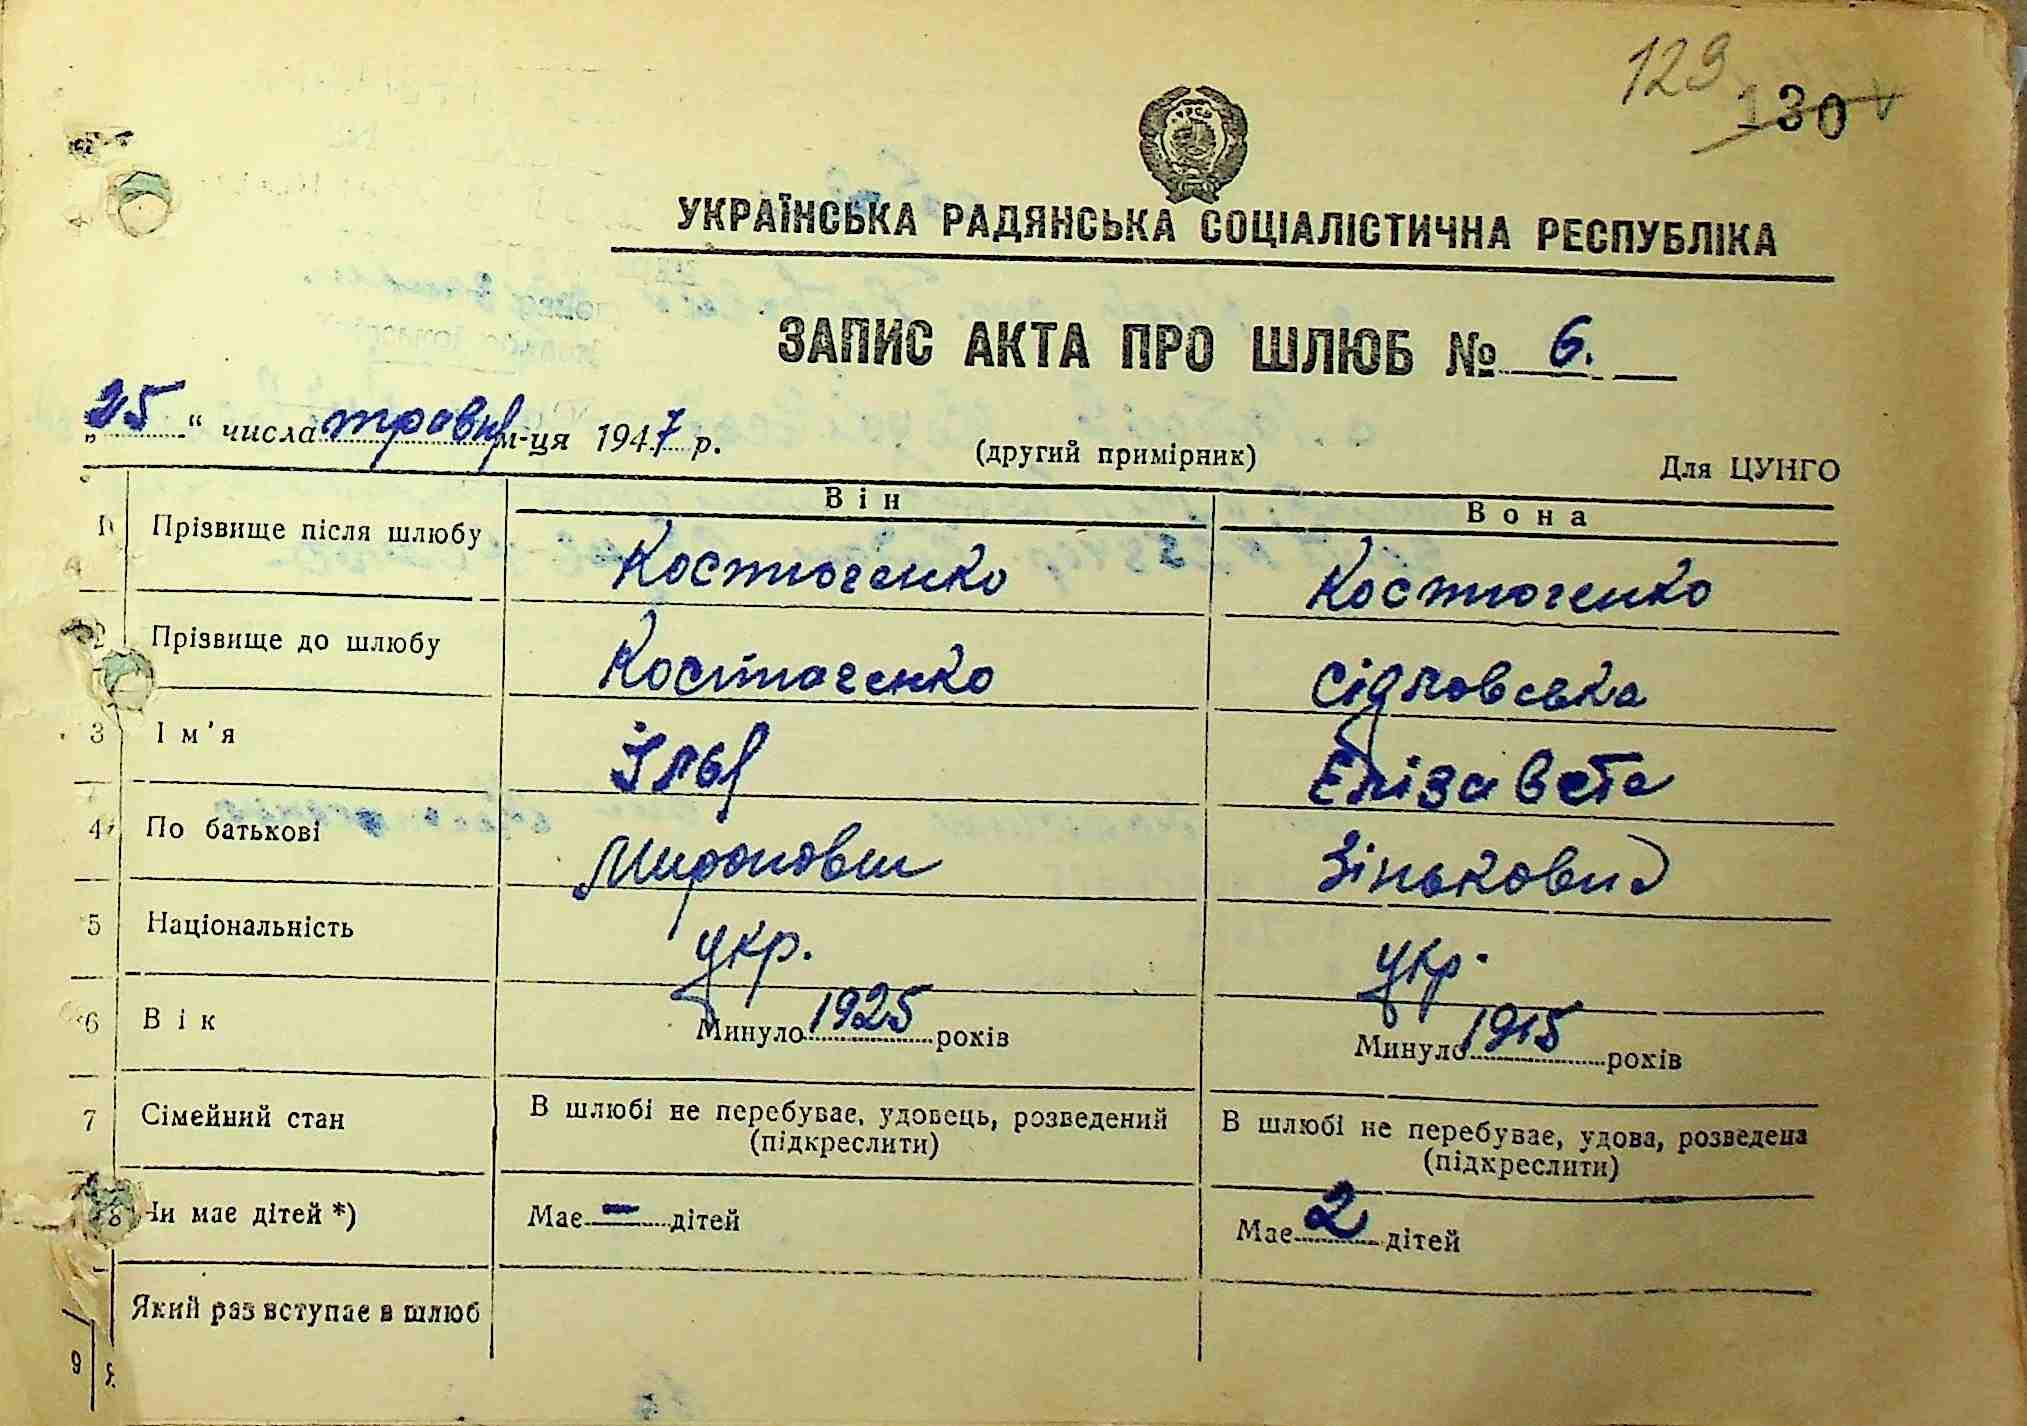 129
130
УКРАЇНСЬКА РАДЯНСЬКА СОЦІАЛІСТИЧНА РЕСПУБЛІКА
ЗАПИС АКТА ПРО ШЛЮБ № 6.
„25“ числа травня м-ця 1947 р.
(другий примірник)
Для ЦУНГО
Він Вона
1 Прізвище після шлюбу Костюченко Костюченко
2 Прізвище до шлюбу Костюченко Сідловська
3 Ім'я Ілья Елізавета
4 По батькові Миронович Зіньковна
5 Національність укр. укр.
6 Вік Минуло 1925 років Минуло 1915 років
7 Сімейний стан В шлюбі не перебуває, удовець, розведений (підкреслити) В шлюбі не перебуває, удова, розведена (підкреслити)
8 Чи має дітей *) Має - дітей Має 2 дітей
Який раз вступає в шлюб
9 Я